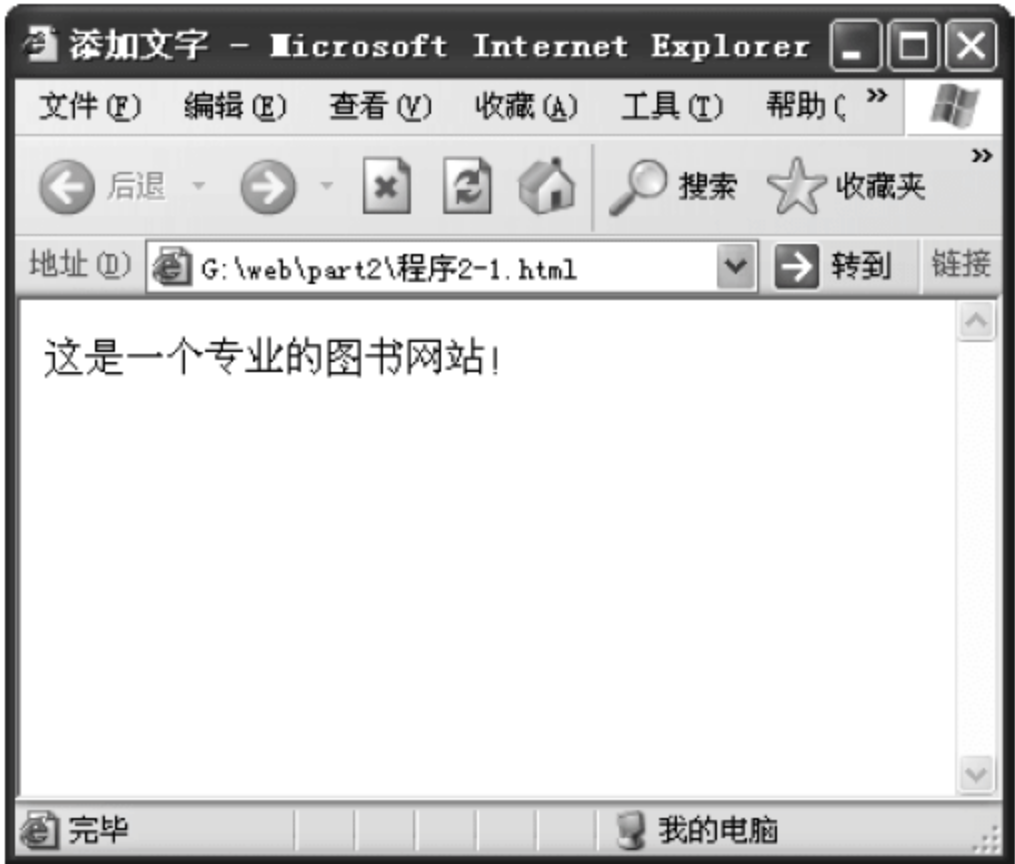 添加文字 - Microsoft Internet Explorer
文件(F) 编辑(E) 查看(V) 收藏(A) 工具(T) 帮助( »
后退 搜索 收藏夹 »
地址(D) G:\web\part2\程序2-1.html 转到 链接
这是一个专业的图书网站!
完毕 我的电脑